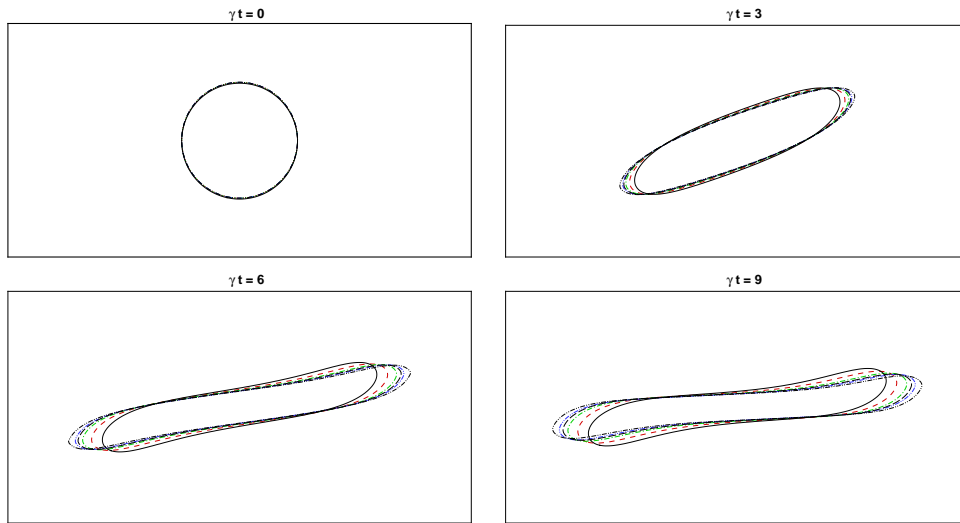 γ t = 0
γ t = 3
γ t = 6
γ t = 9